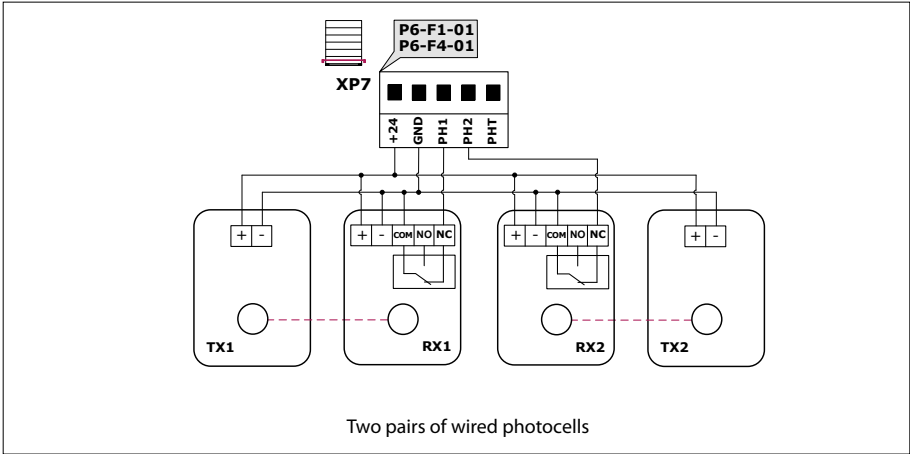 P6-F1-01
P6-F4-01
XP7
+24
GND
PH1
PH2
PHT
+ -
+ - COM NO NC
+ - COM NO NC
+ -
TX1
RX1
RX2
TX2
Two pairs of wired photocells